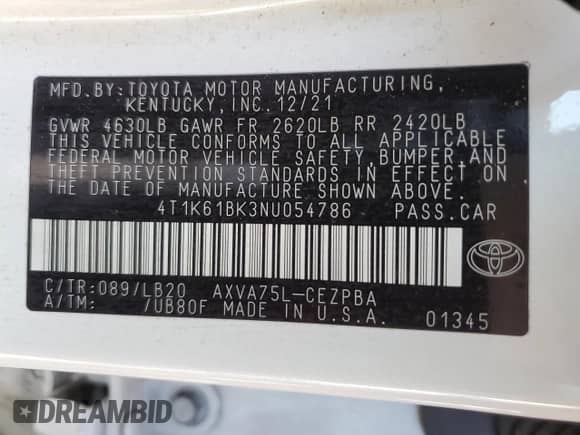 MFD.BY:TOYOTA MOTOR MANUFACTURING,
KENTUCKY,INC.12/21
GVWR 4630LB GAWR FR 2620LB RR 2420LB
THIS VEHICLE CONFORMS TO ALL APPLICABLE
FEDERAL MOTOR VEHICLE SAFETY,BUMPER,AND
THEFT PREVENTION STANDARDS IN EFFECT ON
THE DATE OF MANUFACTURE SHOWN ABOVE.
4T1K61BK3NU054786 PASS.CAR
C/TR:089/LB20 AXVA75L-CEZPBA
A/TM: /UB80F MADE IN U.S.A. 01345
DREAMBID